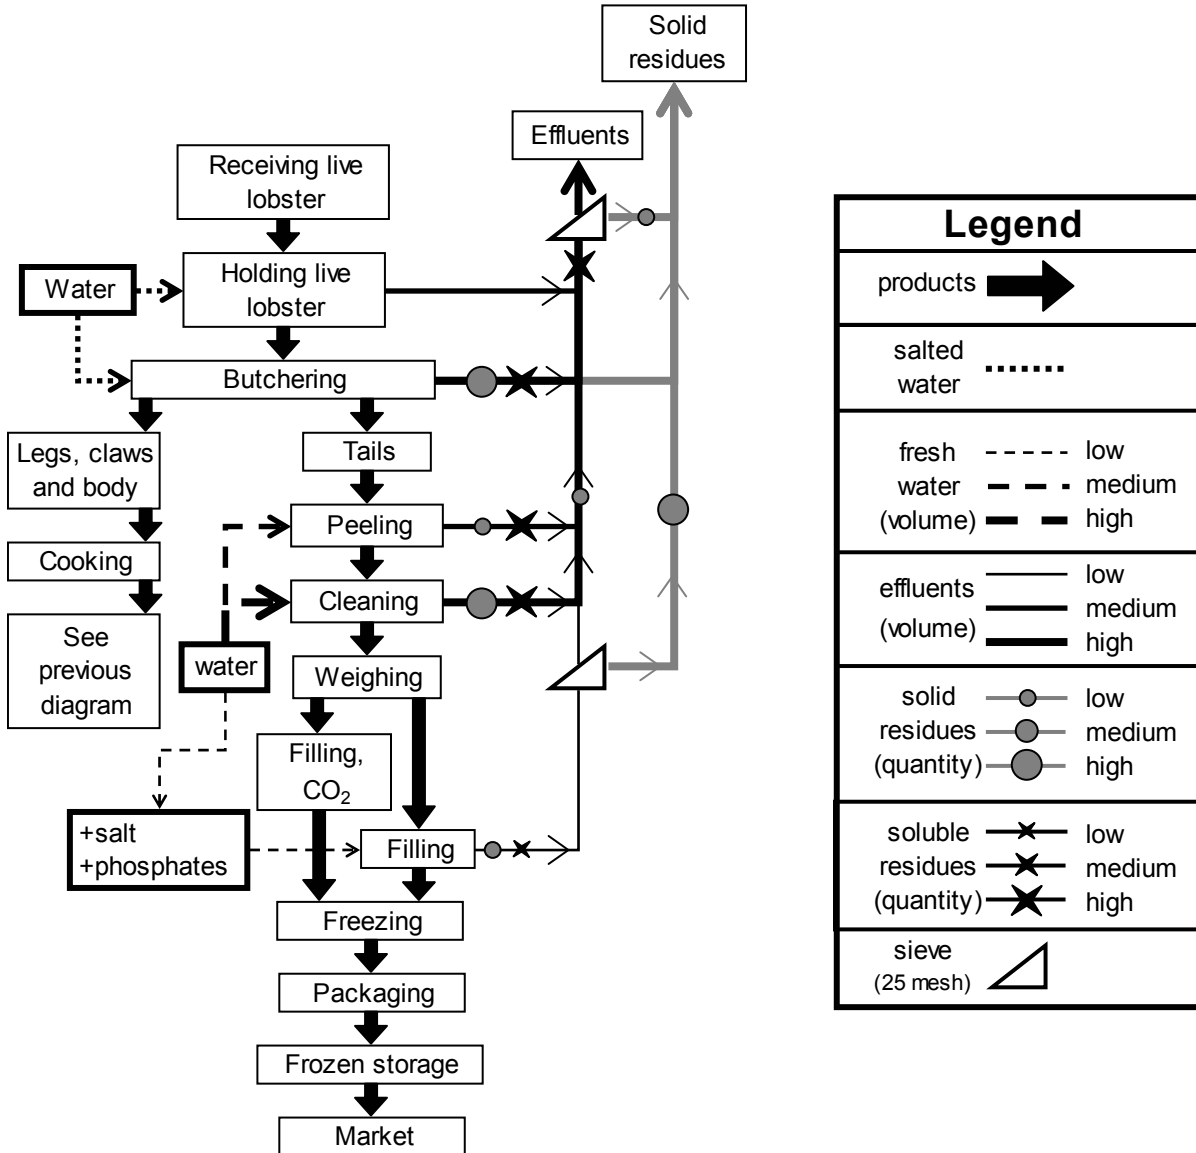 Solid
residues
Effluents
Receiving live
lobster
Water
Holding live
lobster
Butchering
Legs, claws
and body
Tails
Peeling
Cooking
Cleaning
See
previous
diagram
water
Weighing
Filling,
CO₂
+salt
+phosphates
Filling
Freezing
Packaging
Frozen storage
Market
Legend
products
salted
water
fresh
water
(volume)
low
medium
high
effluents
(volume)
low
medium
high
solid
residues
(quantity)
low
medium
high
soluble
residues
(quantity)
low
medium
high
sieve
(25 mesh)